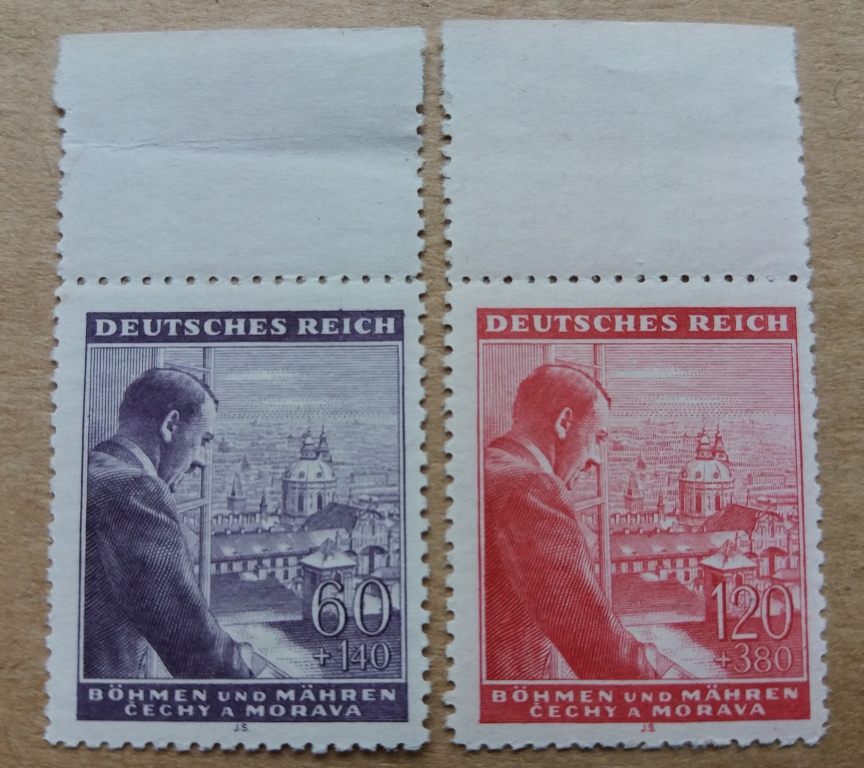 DEUTSCHES REICH
60
+140
BÖHMEN UND MÄHREN
ČECHY A MORAVA
J.S.
DEUTSCHES REICH
120
+380
BÖHMEN UND MÄHREN
ČECHY A MORAVA
J.S.